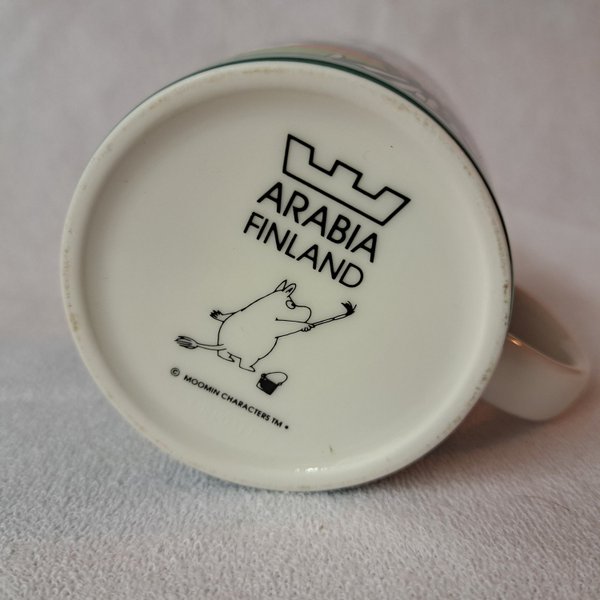 ARABIA
FINLAND
© MOOMIN CHARACTERS TM •